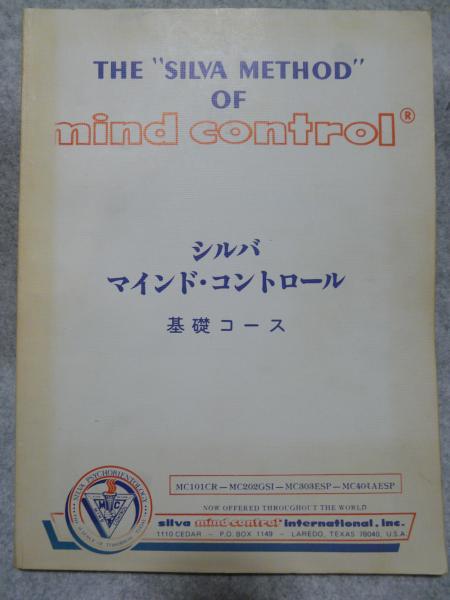 THE "SILVA METHOD"
OF
mind control®
シルバ
マインド・コントロール
基礎コース
MC101CR—MC202GSI—MC303ESP—MC404AESP
NOW OFFERED THROUGHOUT THE WORLD
silva mind control® international, inc.
1110 CEDAR – P.O. BOX 1149 – LAREDO, TEXAS 78040, U.S.A.
SILVA PSYCHORIENTOLOGY